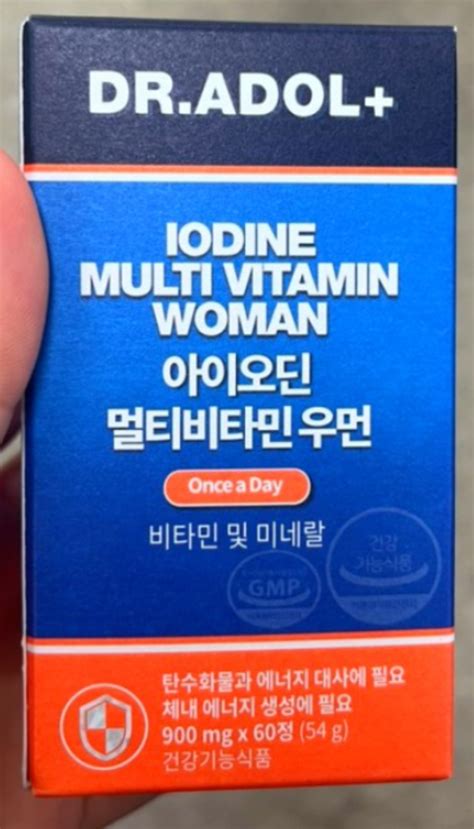 DR.ADOL+
IODINE
MULTI VITAMIN
WOMAN
아이오딘
멀티비타민 우먼
Once a Day
비타민 및 미네랄
건강
기능식품
GMP
탄수화물과 에너지 대사에 필요
체내 에너지 생성에 필요
900 mg x 60정 (54 g)
건강기능식품